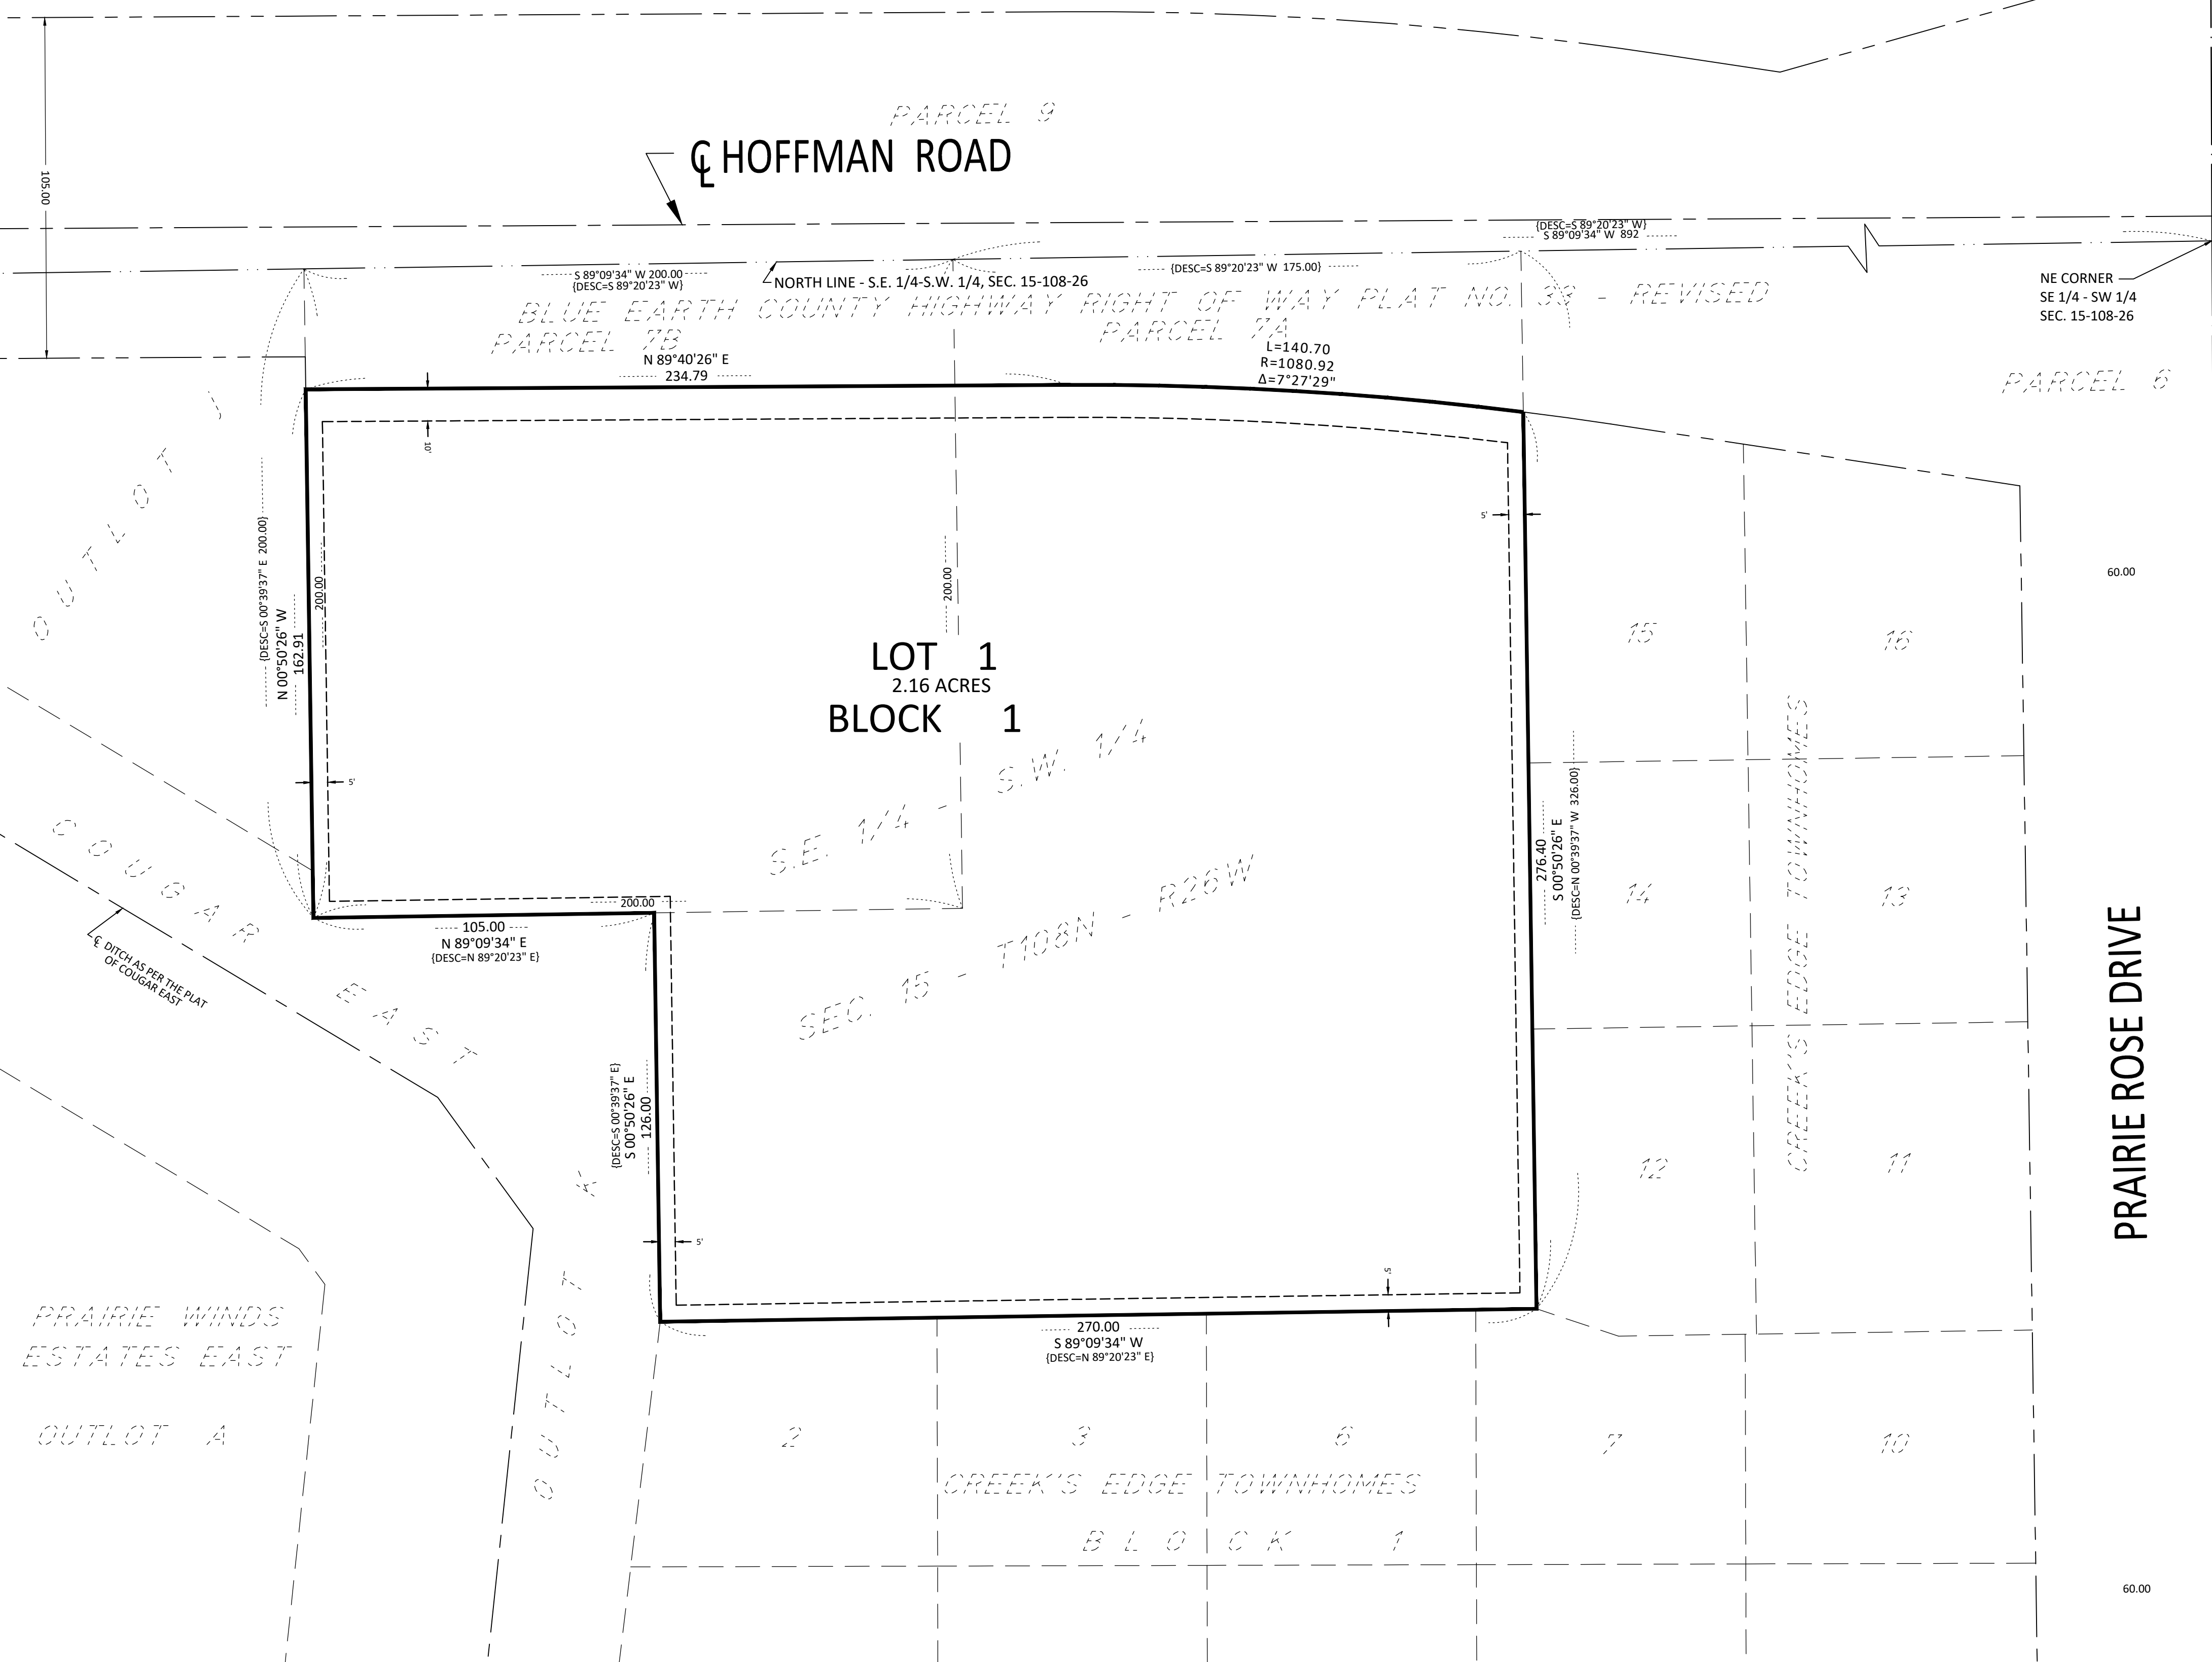 PARCEL 9
℄ HOFFMAN ROAD
105.00
{DESC=S 89°20'23" W}
S 89°09'34" W 892
S 89°09'34" W 200.00
{DESC=S 89°20'23" W}
NORTH LINE - S.E. 1/4-S.W. 1/4, SEC. 15-108-26
{DESC=S 89°20'23" W 175.00}
NE CORNER
SE 1/4 - SW 1/4
SEC. 15-108-26
BLUE EARTH COUNTY HIGHWAY RIGHT OF WAY PLAT NO. 33 - REVISED
PARCEL 7B
PARCEL 7A
N 89°40'26" E
234.79
L=140.70
R=1080.92
Δ=7°27'29"
PARCEL 6
10'
OUTLOT
{DESC=S 00°39'37" E 200.00}
N 00°50'26" W
162.91
200.00
200.00
5'
60.00
15
16
LOT 1
2.16 ACRES
BLOCK 1
S.E. 1/4 - S.W. 1/4
SEC. 15 - T108N - R26W
5'
276.40
S 00°50'26" E
{DESC=N 00°39'37" W 326.00}
CREEK'S EDGE TOWNHOMES
14
13
COUGAR EAST
℄ DITCH AS PER THE PLAT
OF COUGAR EAST
200.00
105.00
N 89°09'34" E
{DESC=N 89°20'23" E}
PRAIRIE ROSE DRIVE
{DESC=S 00°39'37" E}
S 00°50'26" E
126.00
12
11
OUTLOT K
5'
5'
270.00
S 89°09'34" W
{DESC=N 89°20'23" E}
PRAIRIE WINDS
ESTATES EAST
OUTLOT A
2
3
6
7
10
CREEK'S EDGE TOWNHOMES
BLOCK 1
60.00